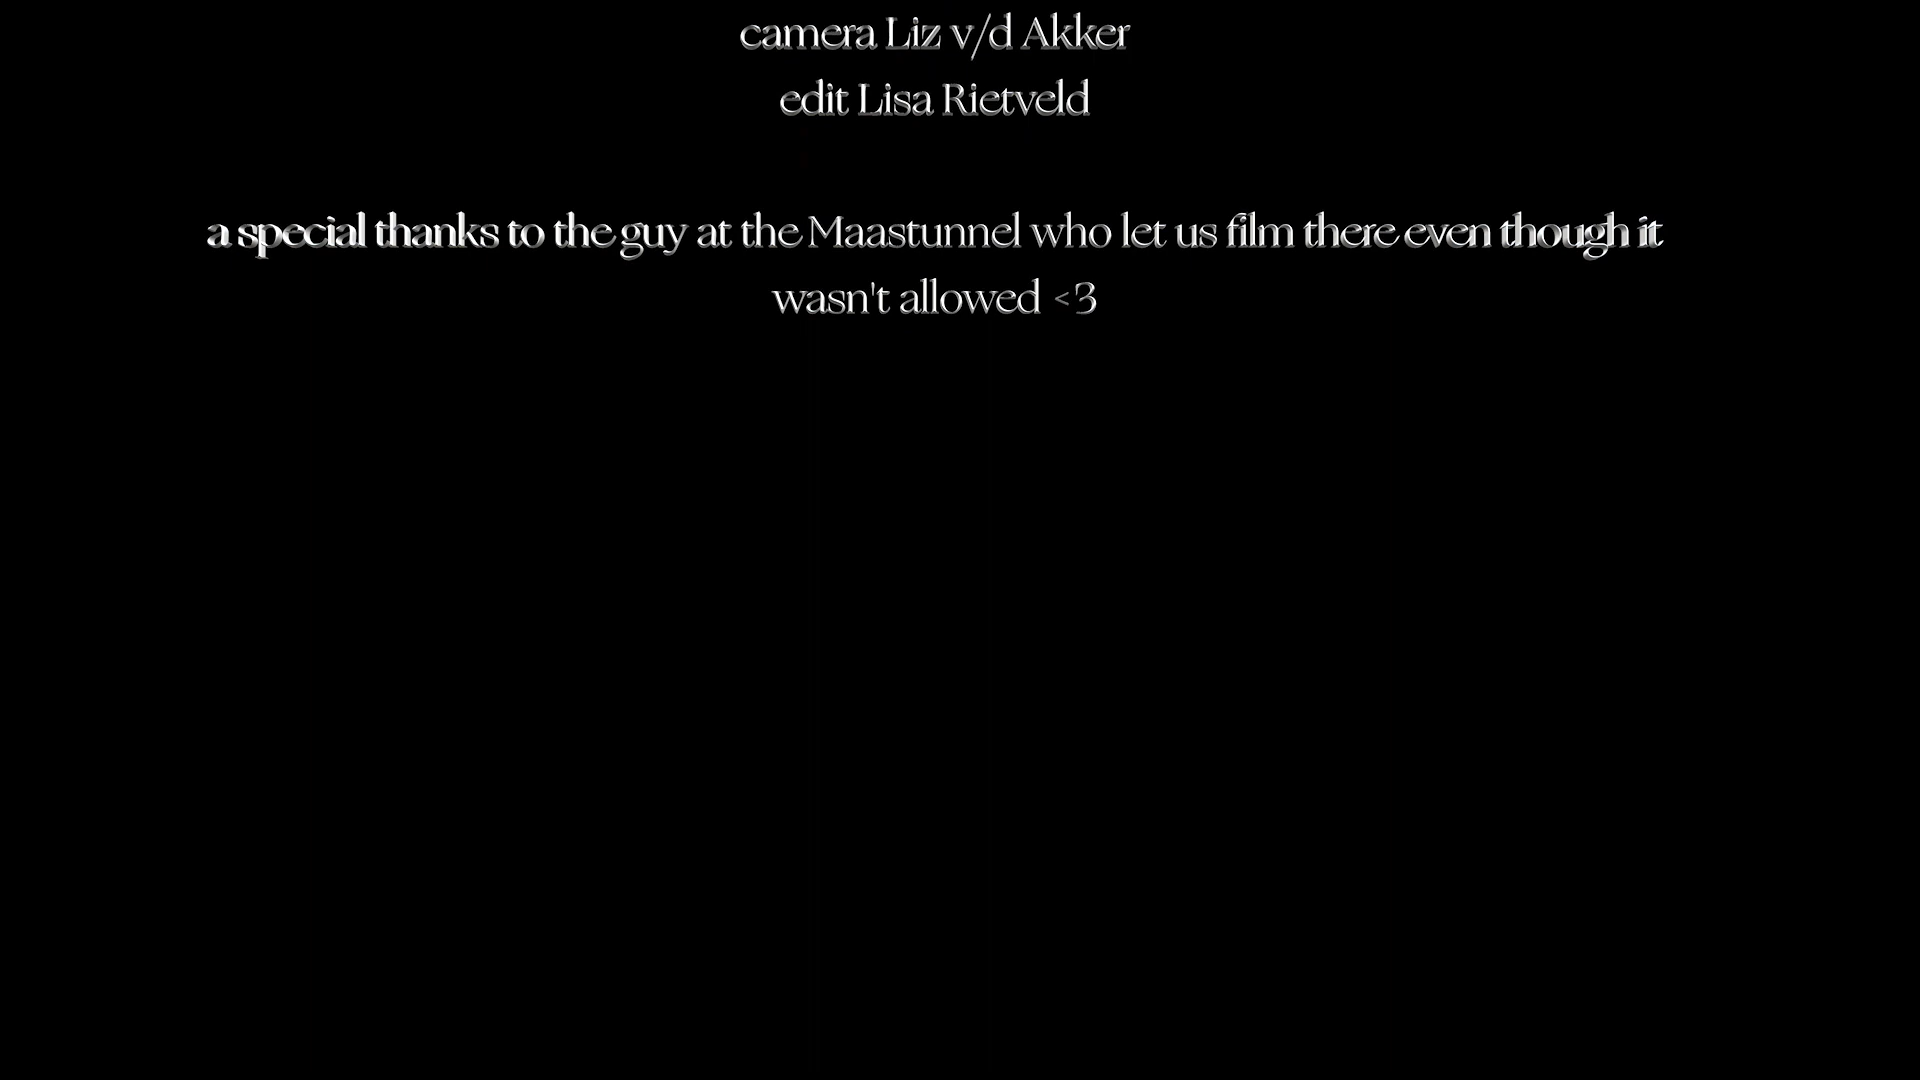 camera Liz v/d Akker
edit Lisa Rietveld
a special thanks to the guy at the Maastunnel who let us film there even though it
wasn't allowed <3